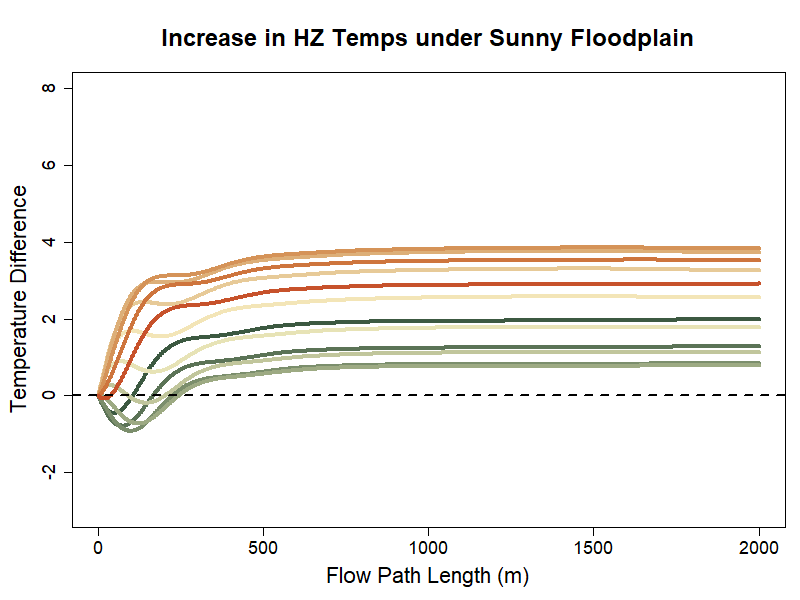 Increase in HZ Temps under Sunny Floodplain
Temperature Difference
8
6
4
2
0
-2
0 500 1000 1500 2000
Flow Path Length (m)